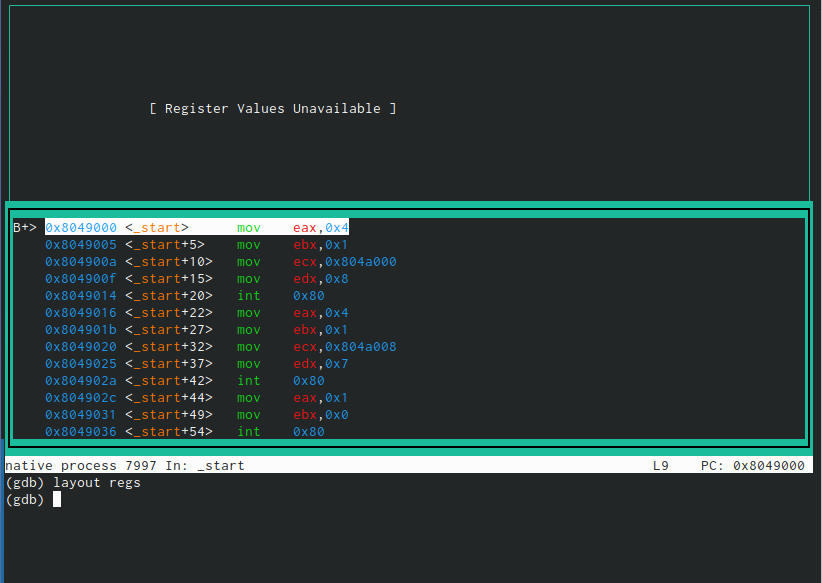 [ Register Values Unavailable ]
B+> 0x8049000 <_start> mov eax,0x4
0x8049005 <_start+5> mov ebx,0x1
0x804900a <_start+10> mov ecx,0x804a000
0x804900f <_start+15> mov edx,0x8
0x8049014 <_start+20> int 0x80
0x8049016 <_start+22> mov eax,0x4
0x804901b <_start+27> mov ebx,0x1
0x8049020 <_start+32> mov ecx,0x804a008
0x8049025 <_start+37> mov edx,0x7
0x804902a <_start+42> int 0x80
0x804902c <_start+44> mov eax,0x1
0x8049031 <_start+49> mov ebx,0x0
0x8049036 <_start+54> int 0x80
native process 7997 In: _start L9 PC: 0x8049000
(gdb) layout regs
(gdb)